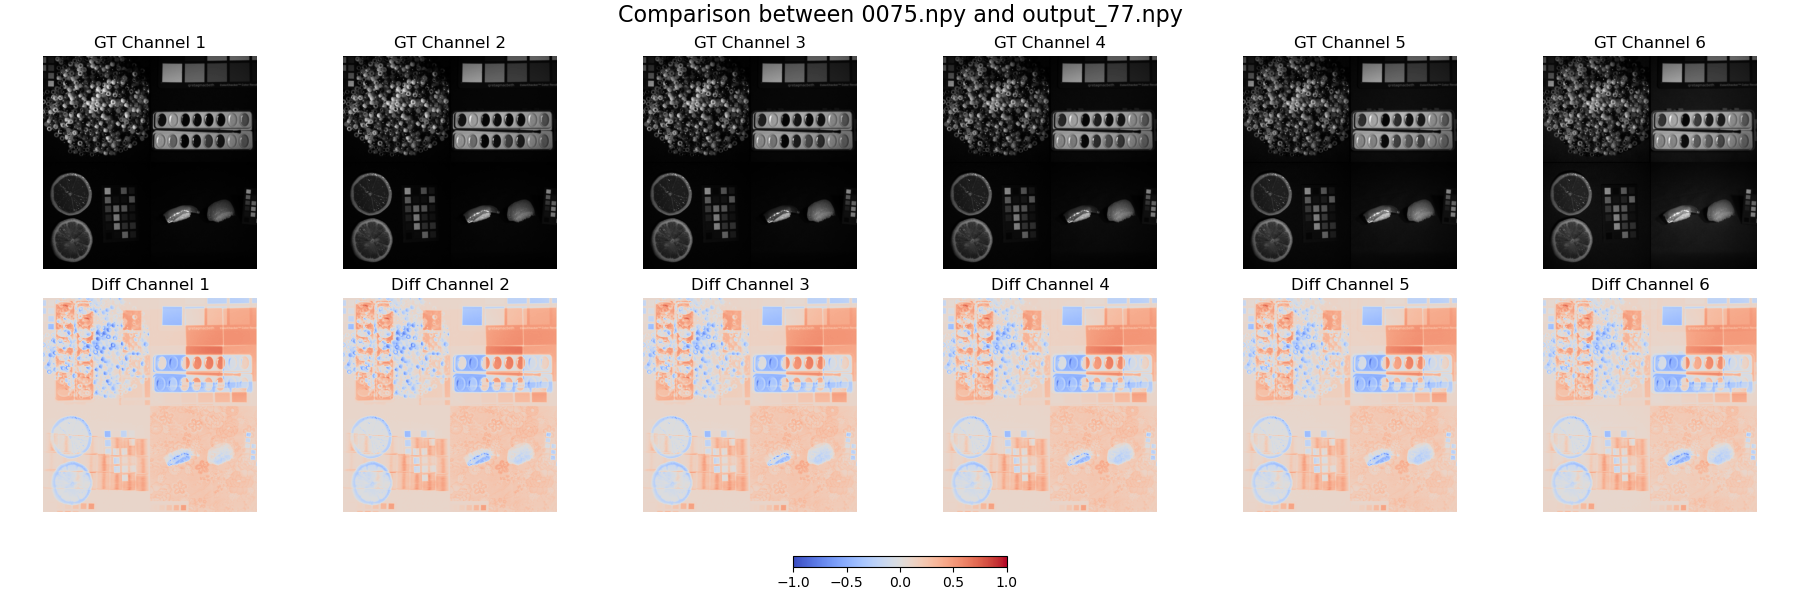 Comparison between 0075.npy and output_77.npy
GT Channel 1
GT Channel 2
GT Channel 3
GT Channel 4
GT Channel 5
GT Channel 6
Diff Channel 1
Diff Channel 2
Diff Channel 3
Diff Channel 4
Diff Channel 5
Diff Channel 6
−1.0 −0.5 0.0 0.5 1.0